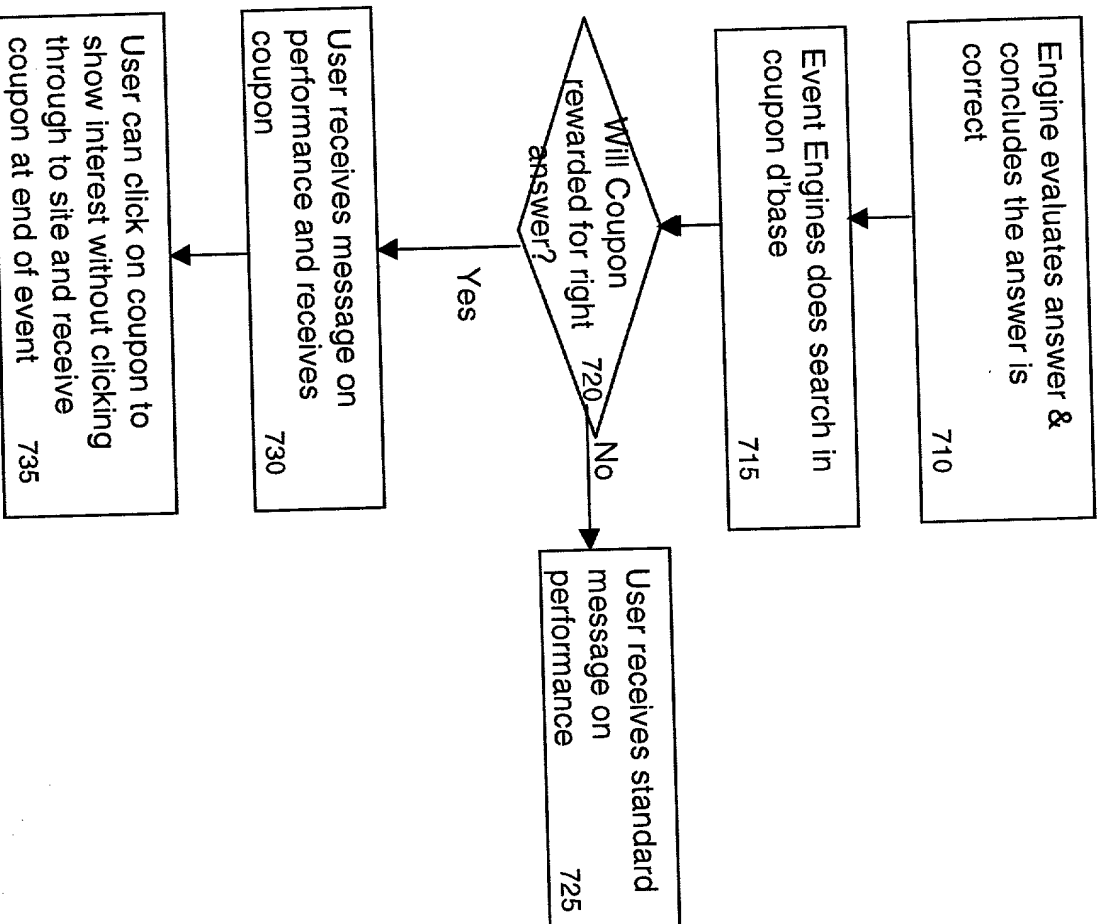 Engine evaluates answer &
concludes the answer is
correct
710
Event Engines does search in
coupon d'base
715
Will Coupon
rewarded for right
answer?
720
No
Yes
User receives standard
message on
performance
725
User receives message on
performance and receives
coupon
730
User can click on coupon to
show interest without clicking
through to site and receive
coupon at end of event
735